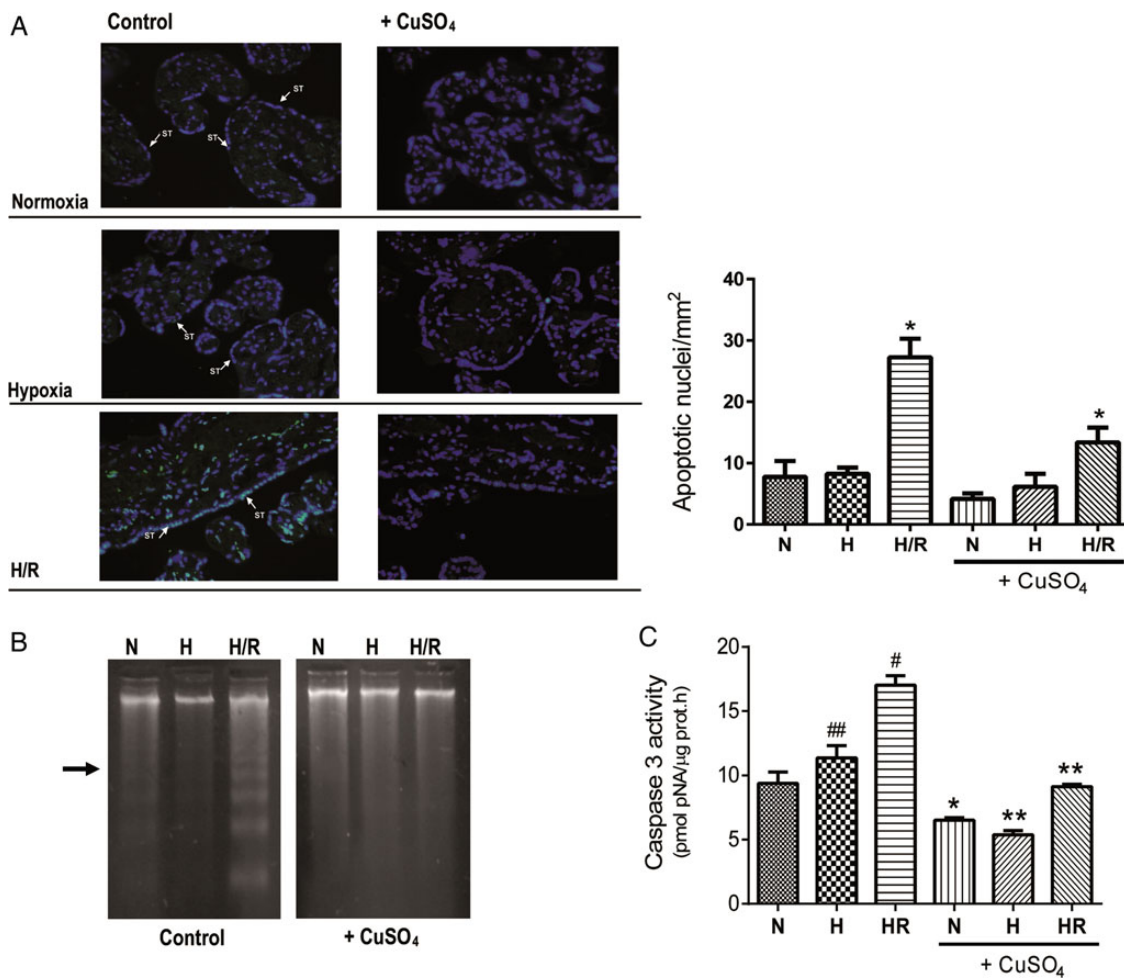 A
Control
+ CuSO₄
ST
ST
ST
Normoxia
ST
ST
Hypoxia
ST
ST
H/R
Apoptotic nuclei/mm²
40
30
20
10
0
*
*
N H H/R N H H/R
+ CuSO₄
B
N H H/R N H H/R
Control + CuSO₄
C
Caspase 3 activity
(pmol pNA/µg prot.h)
20
15
10
5
0
##
#
*
**
**
N H HR N H HR
+ CuSO₄